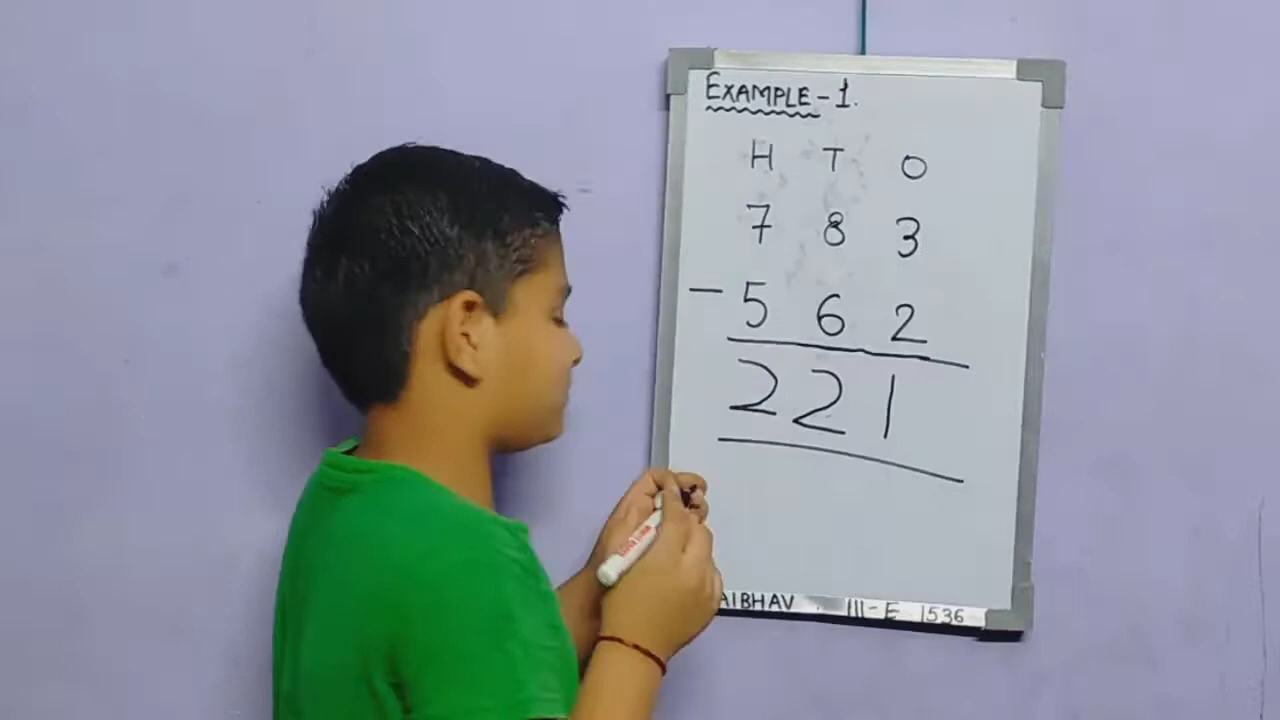 EXAMPLE-1.
H T O
7 8 3
- 5 6 2
2 2 1
AIBHAV III-E 1536